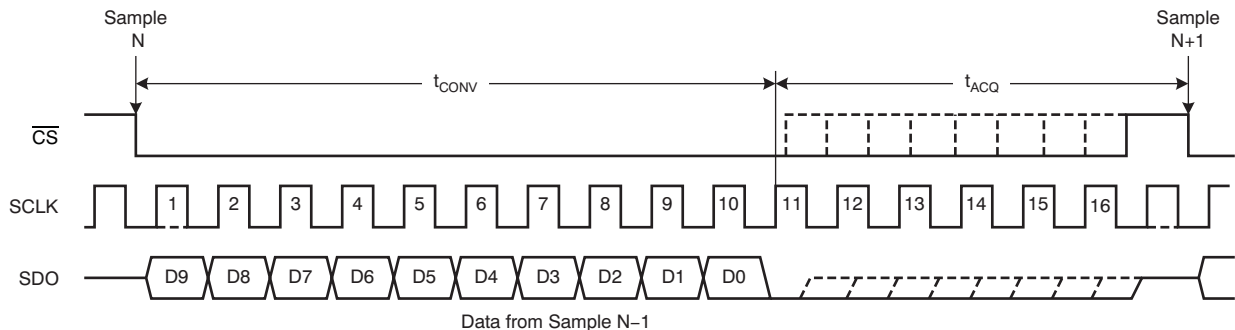 Sample
N
Sample
N+1
tCONV
tACQ
CS
SCLK
1 2 3 4 5 6 7 8 9 10 11 12 13 14 15 16
SDO
D9 D8 D7 D6 D5 D4 D3 D2 D1 D0
Data from Sample N−1